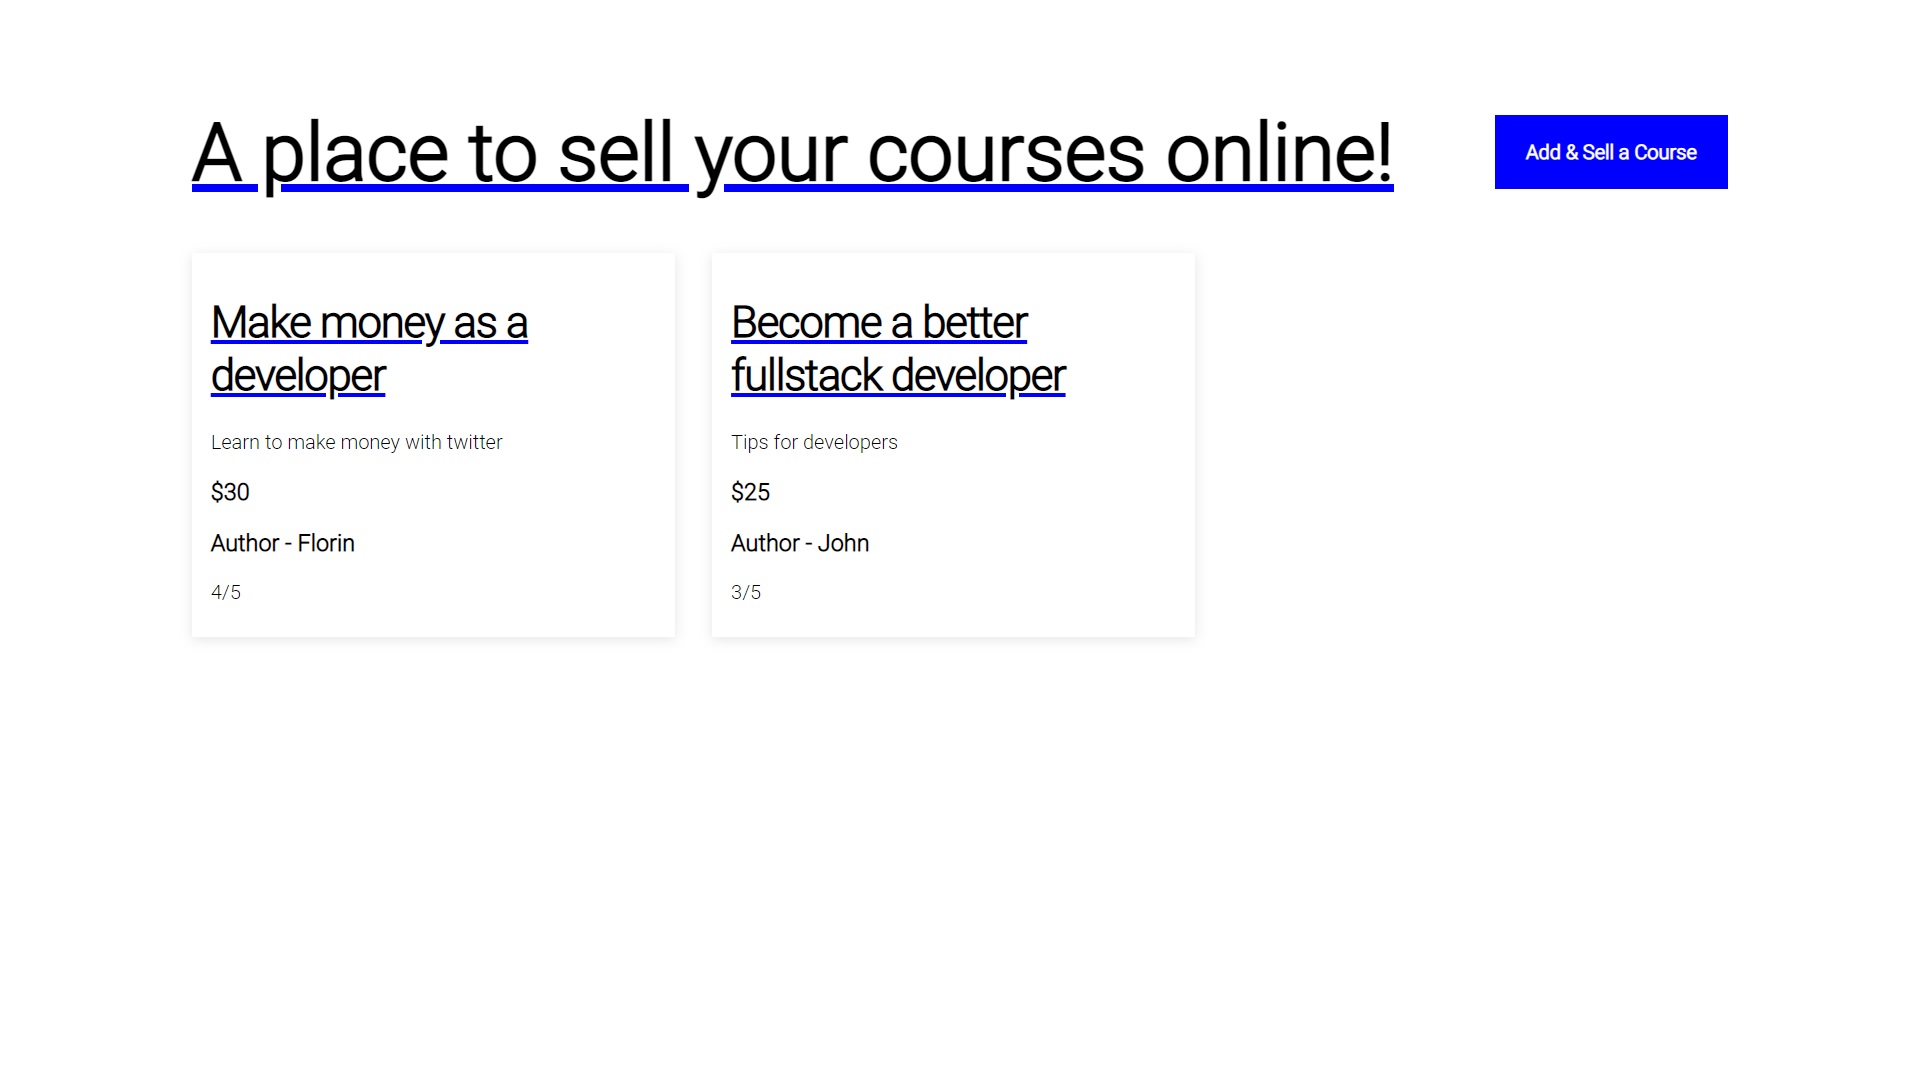 A place to sell your courses online!
Add & Sell a Course
Make money as a
developer
Learn to make money with twitter
$30
Author - Florin
4/5
Become a better
fullstack developer
Tips for developers
$25
Author - John
3/5